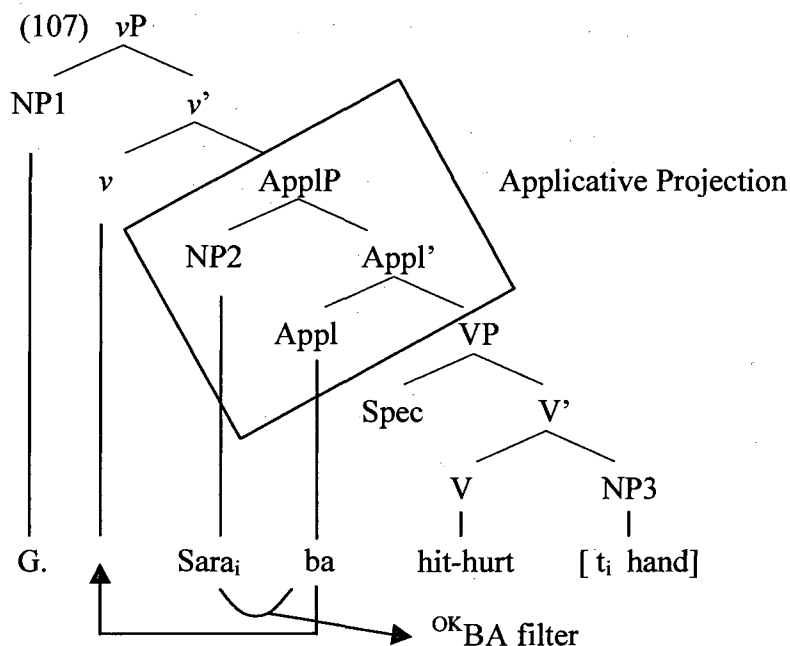 (107) vP
NP1 v’
v ApplP Applicative Projection
NP2 Appl’
Appl VP
Spec V’
V NP3
G. Saraᵢ ba hit-hurt [ tᵢ hand]
ᴼᴷBA filter